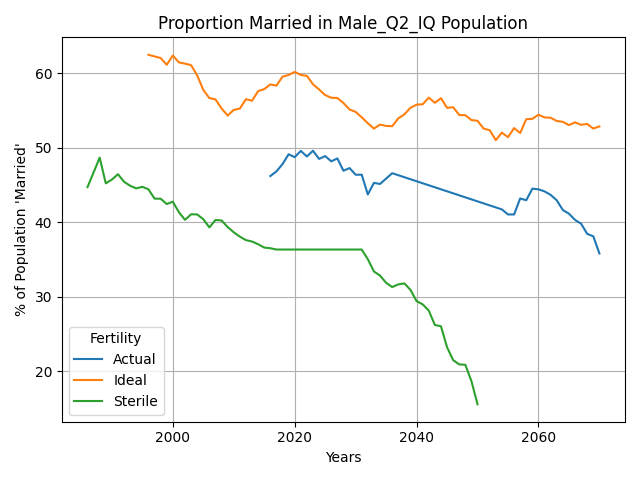 Proportion Married in Male_Q2_IQ Population
% of Population 'Married'
60
50
40
30
20
Fertility
Actual
Ideal
Sterile
2000
2020
2040
2060
Years